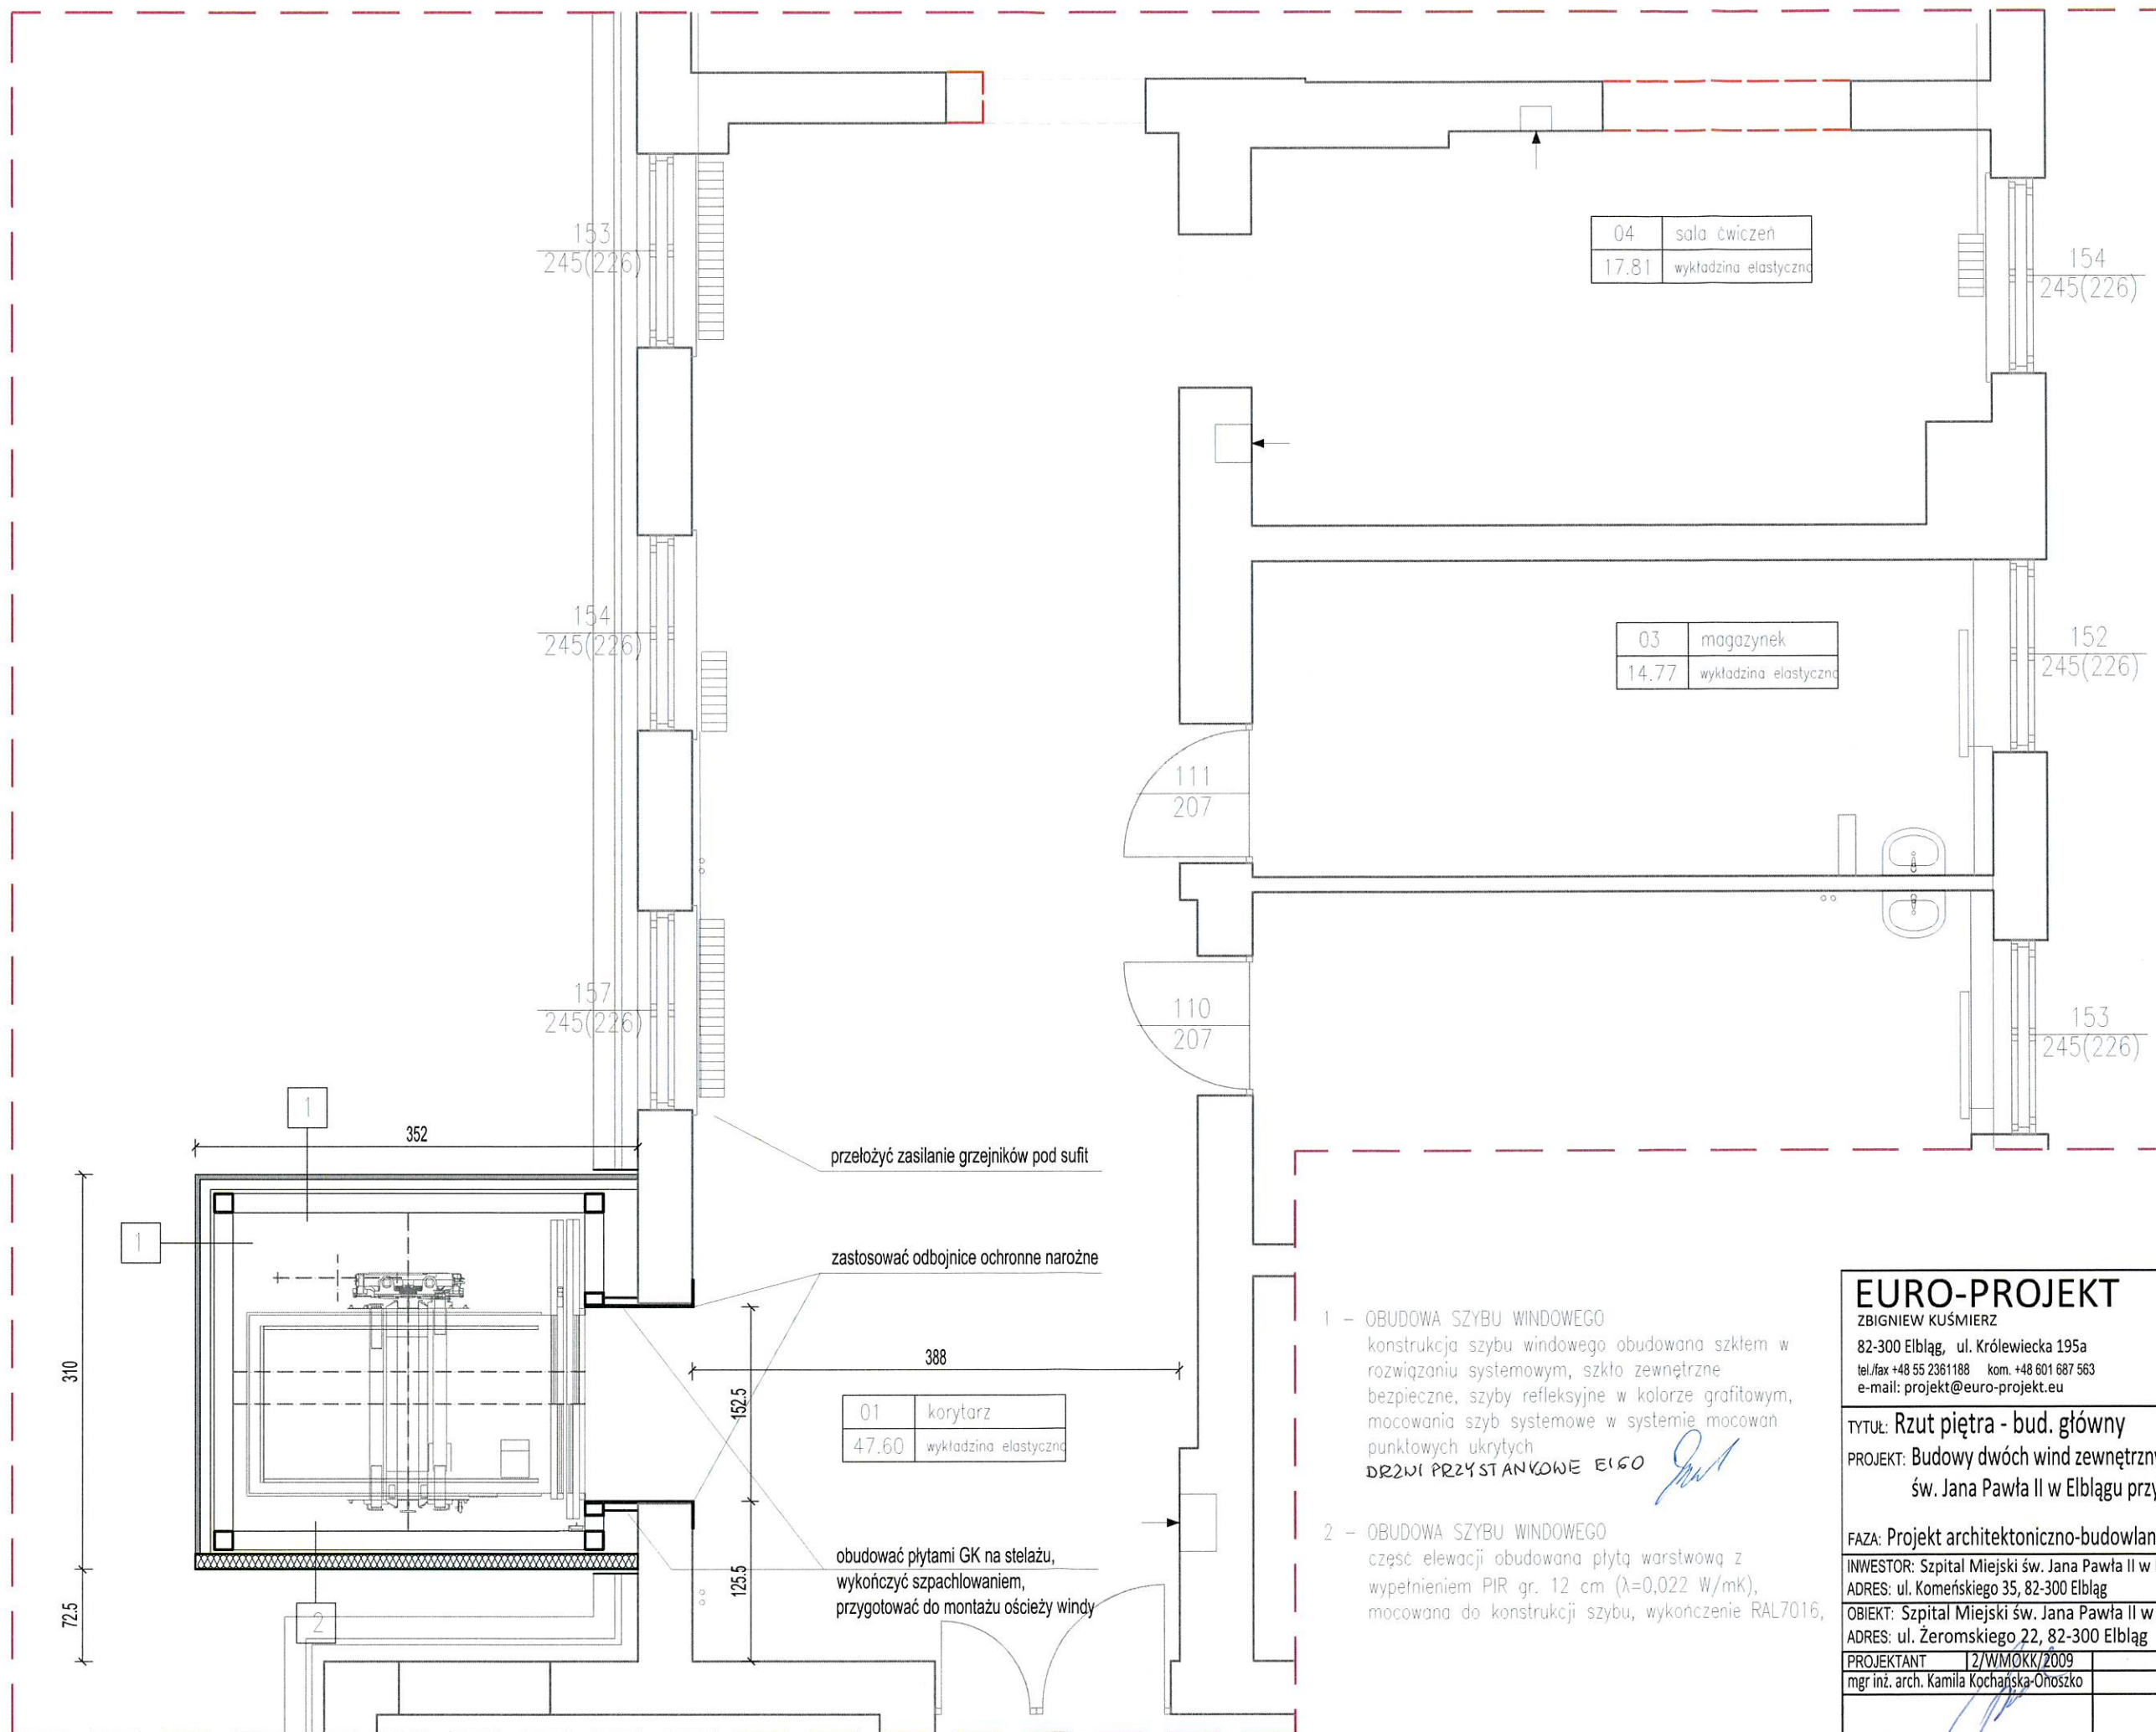 153
245(226)
04 sala ćwiczeń
17.81 wykładzina elastyczna
154
245(226)
154
245(226)
03 magazynek
14.77 wykładzina elastyczna
152
245(226)
111
207
157
245(226)
110
207
153
245(226)
1
352
przełożyć zasilanie grzejników pod sufit
1
zastosować odbojnice ochronne narożne
310
388
152.5
01 korytarz
47.60 wykładzina elastyczna
125.5
obudować płytami GK na stelażu,
wykończyć szpachlowaniem,
przygotować do montażu ościeży windy
72.5
2
1 - OBUDOWA SZYBU WINDOWEGO
konstrukcja szybu windowego obudowana szkłem w
rozwiązaniu systemowym, szkło zewnętrzne
bezpieczne, szyby refleksyjne w kolorze grafitowym,
mocowania szyb systemowe w systemie mocowań
punktowych ukrytych
DRZWI PRZYSTANKOWE EI60
2 - OBUDOWA SZYBU WINDOWEGO
część elewacji obudowana płytą warstwową z
wypełnieniem PIR gr. 12 cm (λ=0,022 W/mK),
mocowana do konstrukcji szybu, wykończenie RAL7016,
EURO-PROJEKT
ZBIGNIEW KUŚMIERZ
82-300 Elbląg, ul. Królewiecka 195a
tel./fax +48 55 2361188 kom. +48 601 687 563
e-mail: projekt@euro-projekt.eu
TYTUŁ: Rzut piętra - bud. główny
PROJEKT: Budowy dwóch wind zewnętrzny
św. Jana Pawła II w Elblągu przy
FAZA: Projekt architektoniczno-budowlan
INWESTOR: Szpital Miejski św. Jana Pawła II w
ADRES: ul. Komeńskiego 35, 82-300 Elbląg
OBIEKT: Szpital Miejski św. Jana Pawła II w
ADRES: ul. Żeromskiego 22, 82-300 Elbląg
PROJEKTANT 2/WMOKK/2009
mgr inż. arch. Kamila Kochańska-Onoszko